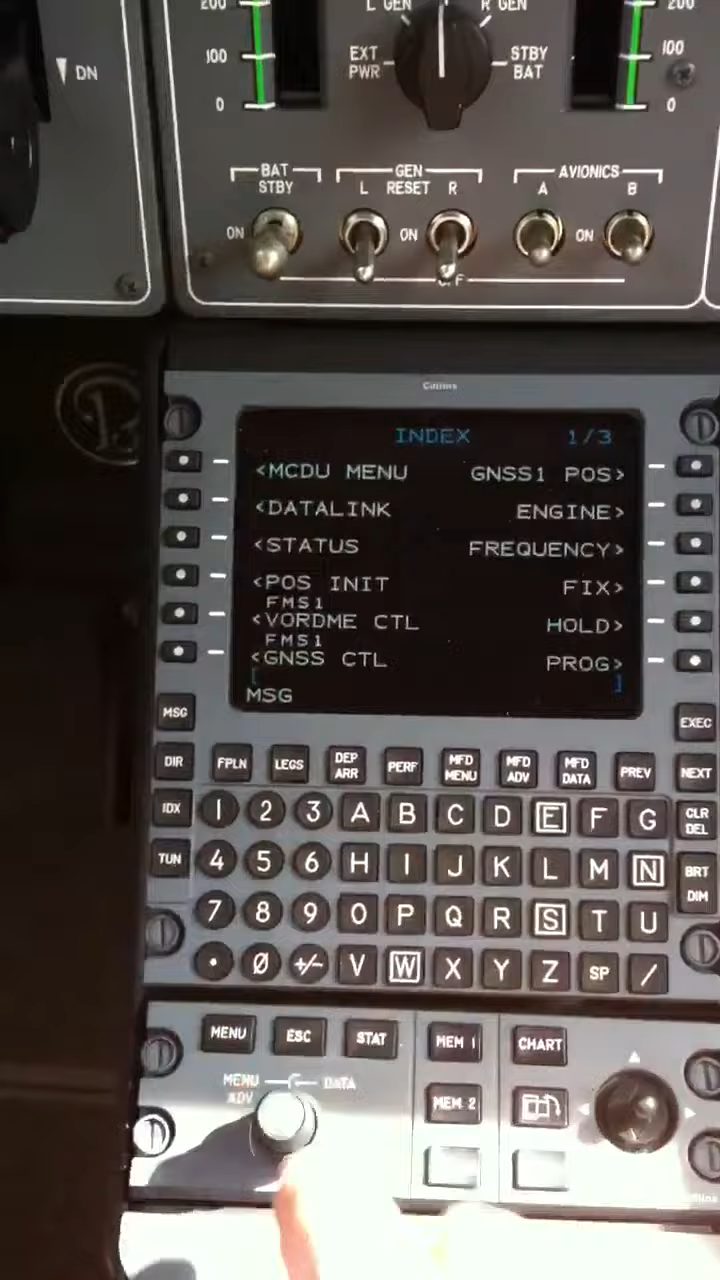 200 L GEN R GEN 200
100 EXT PWR STBY BAT 100
DN
0 0
BAT GEN AVIONICS
STBY L RESET R A B
ON ON ON
OFF
Collins
INDEX 1/3
<MCDU MENU GNSS1 POS>
<DATALINK ENGINE>
<STATUS FREQUENCY>
<POS INIT FIX>
FMS1
<VORDME CTL HOLD>
FMS1
<GNSS CTL PROG>
[ ]
MSG
MSG EXEC
DIR FPLN LEGS DEP ARR PERF MFD MENU MFD ADV MFD DATA PREV NEXT
IDX 1 2 3 A B C D E F G CLR DEL
TUN 4 5 6 H I J K L M N BRT DIM
7 8 9 O P Q R S T U
. Ø +/- V W X Y Z SP /
MENU ESC STAT MEM 1 CHART
MENU ADV DATA
MEM 2